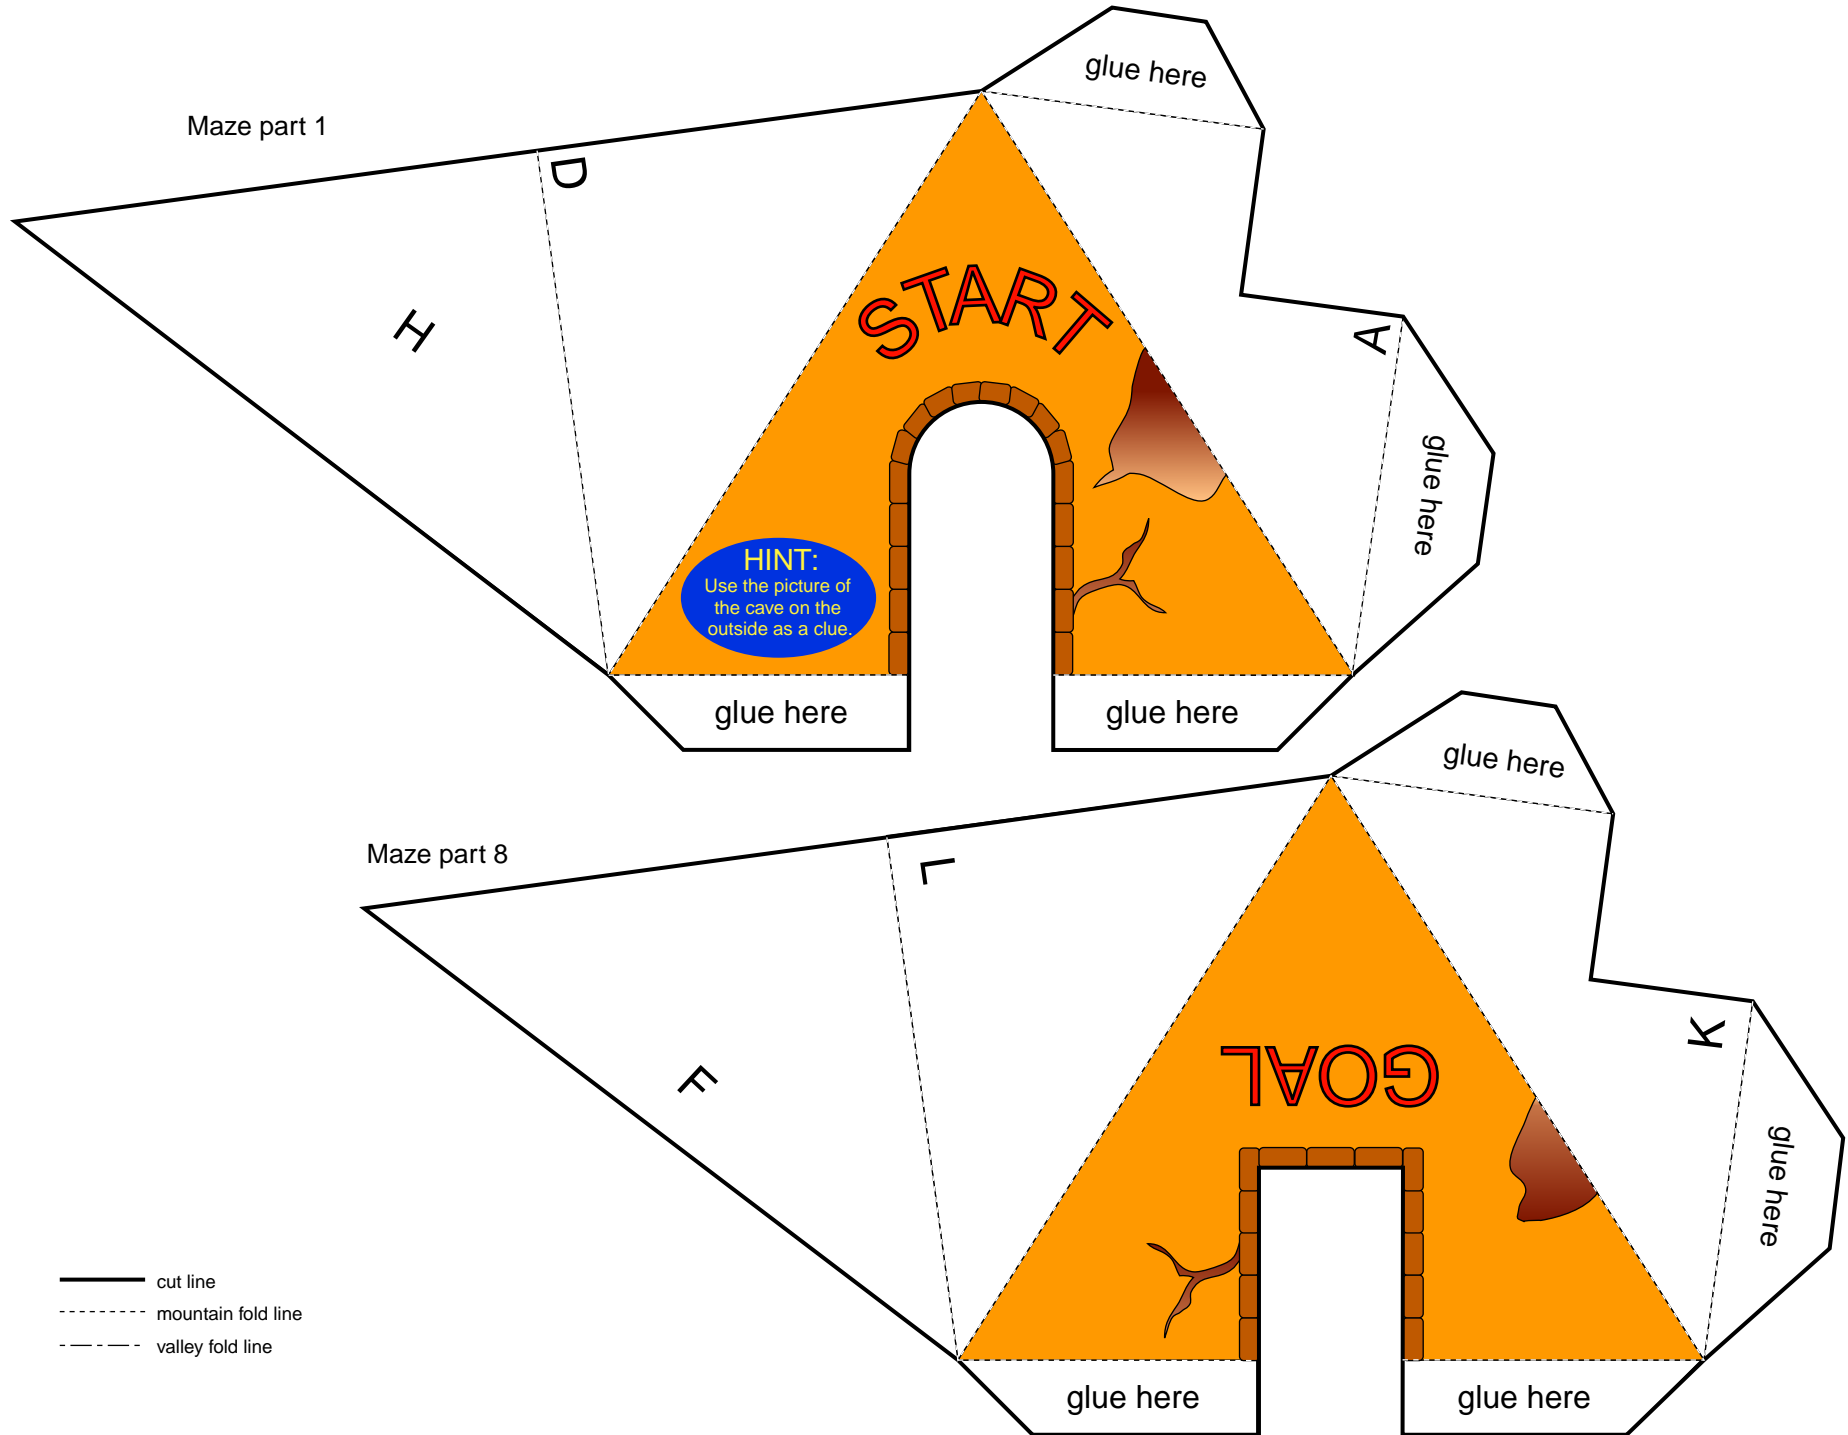 glue here
Maze part 1
D
H
START
A
glue here
HINT:
Use the picture of
the cave on the
outside as a clue.
glue here
glue here
glue here
Maze part 8
L
K
F
GOAL
glue here
cut line
mountain fold line
valley fold line
glue here
glue here